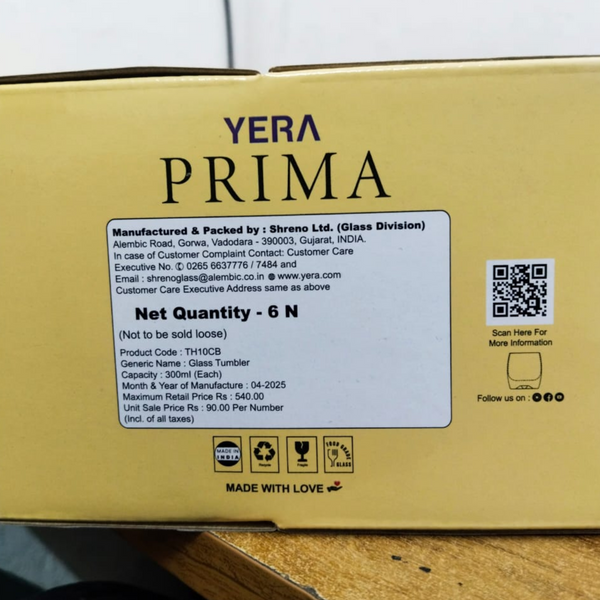 YERA
PRIMA
Manufactured & Packed by : Shreno Ltd. (Glass Division)
Alembic Road, Gorwa, Vadodara - 390003, Gujarat, INDIA.
In case of Customer Complaint Contact: Customer Care
Executive No. ✆ 0265 6637776 / 7484 and
Email : shrenoglass@alembic.co.in www.yera.com
Customer Care Executive Address same as above
Net Quantity - 6 N
(Not to be sold loose)
Product Code : TH10CB
Generic Name : Glass Tumbler
Capacity : 300ml (Each)
Month & Year of Manufacture : 04-2025
Maximum Retail Price Rs : 540.00
Unit Sale Price Rs : 90.00 Per Number
(Incl. of all taxes)
Scan Here For
More Information
Follow us on :
MADE IN
INDIA
Recycle
Fragile
FOOD GRADE
GLASS
MADE WITH LOVE